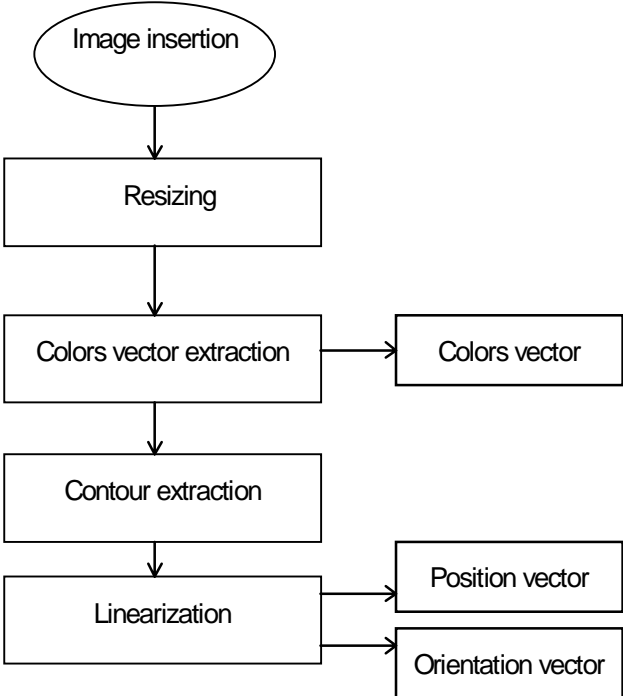 Image insertion
Resizing
Colors vector extraction
Colors vector
Contour extraction
Position vector
Linearization
Orientation vector